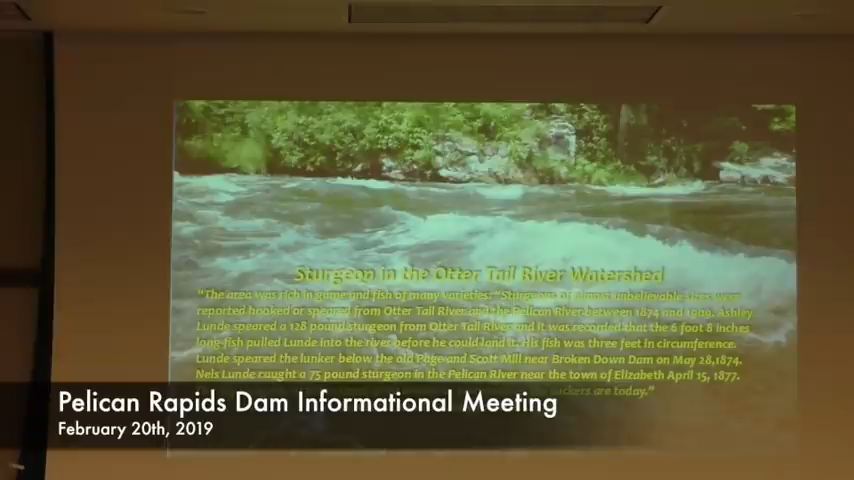 Sturgeon in the Otter Tail River Watershed
"The area was rich in game and fish of many varieties: "Sturgeons of almost unbelievable sizes were
reported hooked or speared from Otter Tail River and the Pelican River between 1874 and 1909. Ashley
Lunde speared a 128 pound sturgeon from Otter Tail River and it was recorded that the 6 foot 8 inches
long fish pulled Lunde into the river before he could land it. His fish was three feet in circumference.
Lunde speared the lunker below the old Page and Scott Mill near Broken Down Dam on May 28,1874.
Nels Lunde caught a 75 pound sturgeon in the Pelican River near the town of Elizabeth April 15, 1877.
suckers are today."
Pelican Rapids Dam Informational Meeting
February 20th, 2019